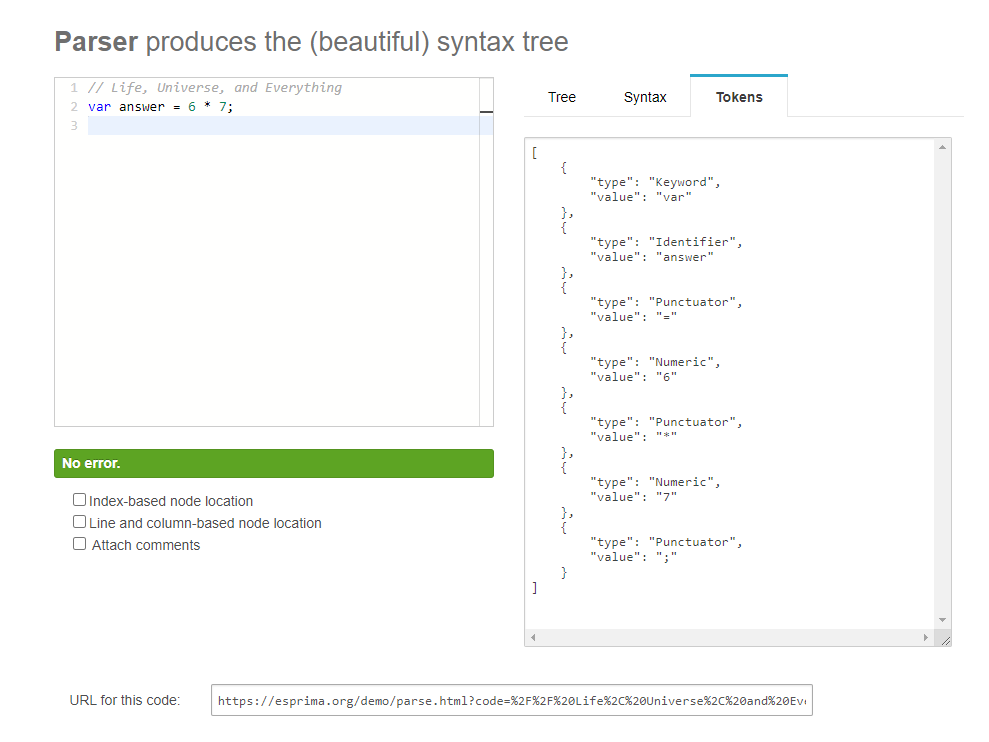 Parser produces the (beautiful) syntax tree
1 // Life, Universe, and Everything
2 var answer = 6 * 7;
3
No error.
Index-based node location
Line and column-based node location
Attach comments
Tree Syntax Tokens
[
    {
        "type": "Keyword",
        "value": "var"
    },
    {
        "type": "Identifier",
        "value": "answer"
    },
    {
        "type": "Punctuator",
        "value": "="
    },
    {
        "type": "Numeric",
        "value": "6"
    },
    {
        "type": "Punctuator",
        "value": "*"
    },
    {
        "type": "Numeric",
        "value": "7"
    },
    {
        "type": "Punctuator",
        "value": ";"
    }
]
URL for this code: https://esprima.org/demo/parse.html?code=%2F%2F%20Life%2C%20Universe%2C%20and%20Ev